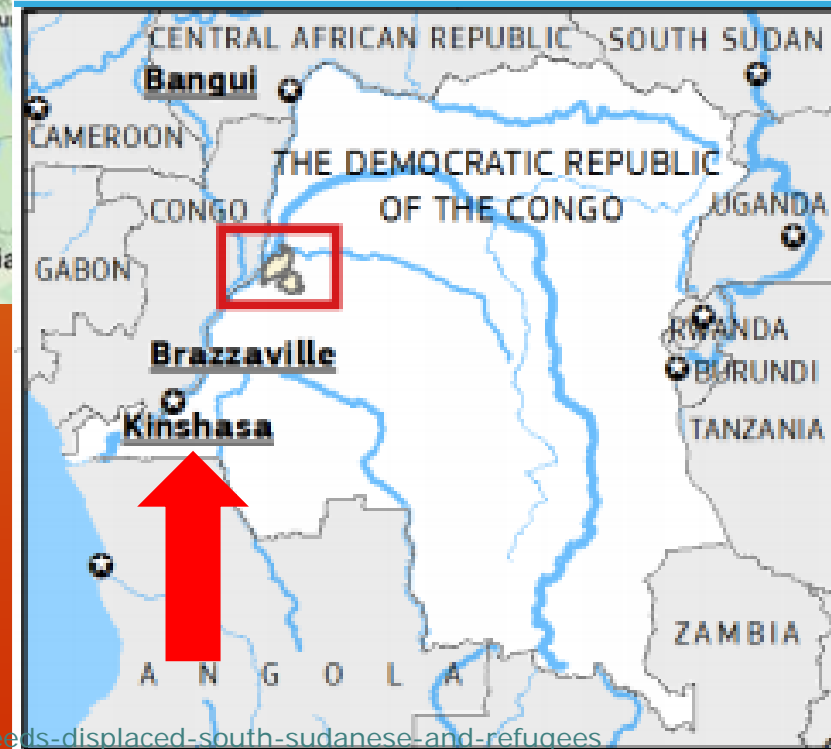 CENTRAL AFRICAN REPUBLIC
SOUTH SUDAN
Bangui
CAMEROON
THE DEMOCRATIC REPUBLIC
OF THE CONGO
CONGO
UGANDA
GABON
RWANDA
Brazzaville
BURUNDI
Kinshasa
TANZANIA
ZAMBIA
ANGOLA
eds-displaced-south-sudanese-and-refugees